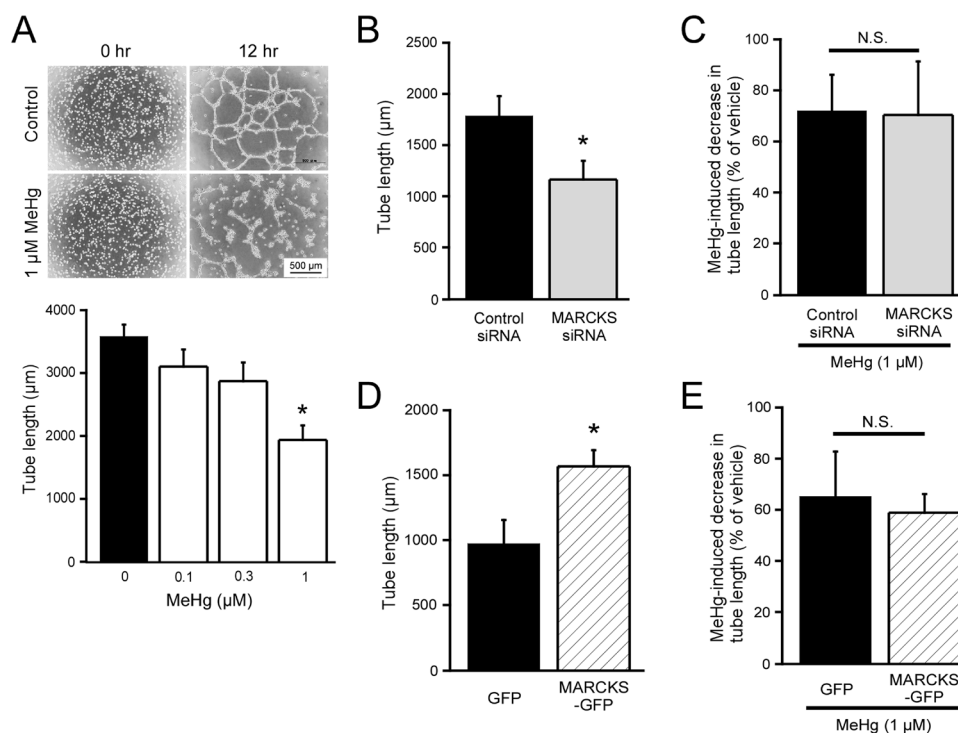 A
0 hr
12 hr
Control
1 µM MeHg
500 µm
Tube length (µm)
4000
3000
2000
1000
0
*
0
0.1
0.3
1
MeHg (µM)
B
Tube length (µm)
2500
2000
1500
1000
500
0
*
Control
siRNA
MARCKS
siRNA
C
MeHg-induced decrease in
tube length (% of vehicle)
100
80
60
40
20
0
N.S.
Control
siRNA
MARCKS
siRNA
MeHg (1 µM)
D
Tube length (µm)
2000
1500
1000
500
0
*
GFP
MARCKS
-GFP
E
MeHg-induced decrease in
tube length (% of vehicle)
100
80
60
40
20
0
N.S.
GFP
MARCKS
-GFP
MeHg (1 µM)